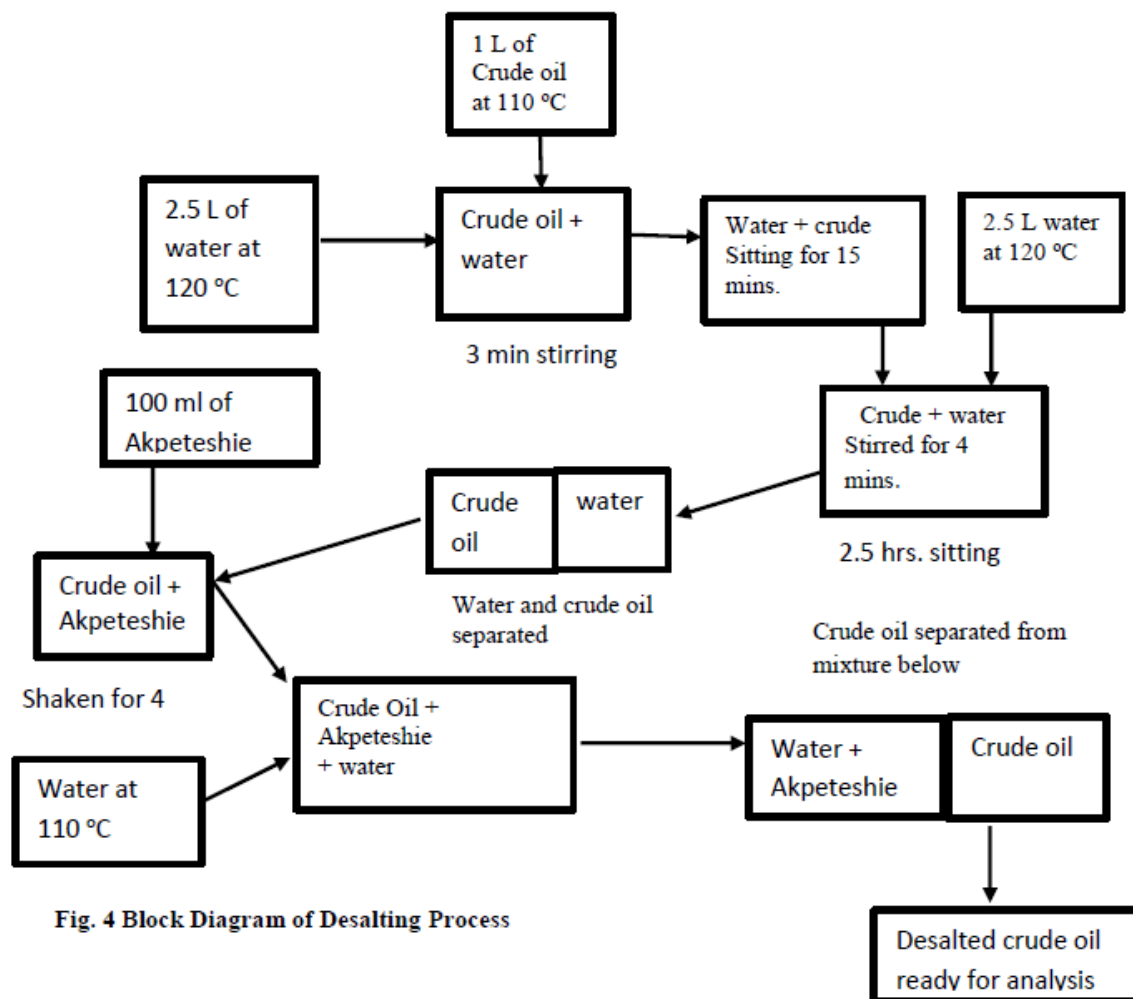 1 L of
Crude oil
at 110 °C
2.5 L of
water at
120 °C
Crude oil +
water
Water + crude
Sitting for 15
mins.
2.5 L water
at 120 °C
3 min stirring
100 ml of
Akpeteshie
Crude + water
Stirred for 4
mins.
Crude
oil
water
2.5 hrs. sitting
Crude oil +
Akpeteshie
Water and crude oil
separated
Crude oil separated from
mixture below
Shaken for 4
Crude Oil +
Akpeteshie
+ water
Water +
Akpeteshie
Crude oil
Water at
110 °C
Fig. 4 Block Diagram of Desalting Process
Desalted crude oil
ready for analysis